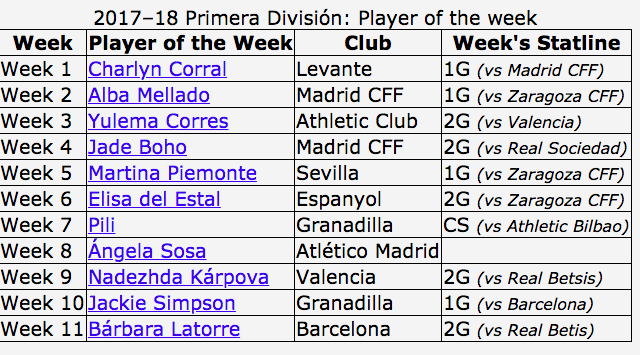 2017–18 Primera División: Player of the week
Week Player of the Week Club Week's Statline
Week 1 Charlyn Corral Levante 1G (vs Madrid CFF)
Week 2 Alba Mellado Madrid CFF 1G (vs Zaragoza CFF)
Week 3 Yulema Corres Athletic Club 2G (vs Valencia)
Week 4 Jade Boho Madrid CFF 2G (vs Real Sociedad)
Week 5 Martina Piemonte Sevilla 1G (vs Zaragoza CFF)
Week 6 Elisa del Estal Espanyol 2G (vs Zaragoza CFF)
Week 7 Pili Granadilla CS (vs Athletic Bilbao)
Week 8 Ángela Sosa Atlético Madrid
Week 9 Nadezhda Kárpova Valencia 2G (vs Real Betsis)
Week 10 Jackie Simpson Granadilla 1G (vs Barcelona)
Week 11 Bárbara Latorre Barcelona 2G (vs Real Betis)